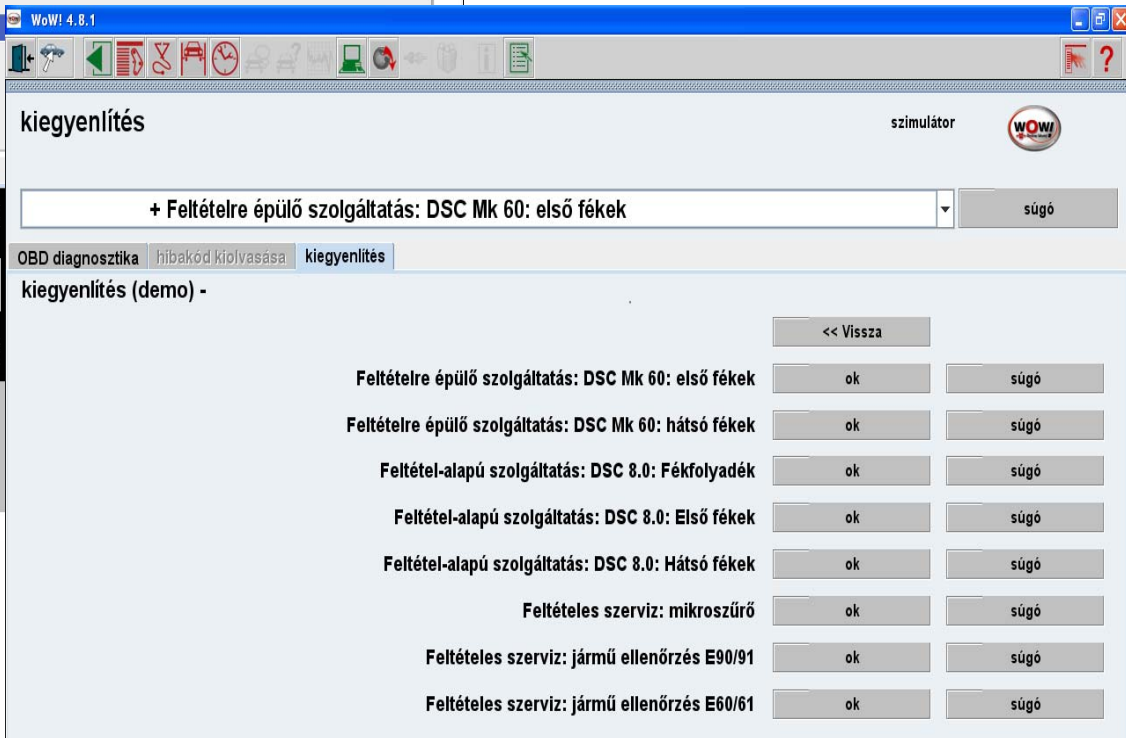 WoW! 4.8.1
kiegyenlítés
szimulátor
WOW!
+ Feltételre épülő szolgáltatás: DSC Mk 60: első fékek
súgó
OBD diagnosztika hibakód kiolvasása kiegyenlítés
kiegyenlítés (demo) -
<< Vissza
Feltételre épülő szolgáltatás: DSC Mk 60: első fékek ok súgó
Feltételre épülő szolgáltatás: DSC Mk 60: hátsó fékek ok súgó
Feltétel-alapú szolgáltatás: DSC 8.0: Fékfolyadék ok súgó
Feltétel-alapú szolgáltatás: DSC 8.0: Első fékek ok súgó
Feltétel-alapú szolgáltatás: DSC 8.0: Hátsó fékek ok súgó
Feltételes szerviz: mikroszűrő ok súgó
Feltételes szerviz: jármű ellenőrzés E90/91 ok súgó
Feltételes szerviz: jármű ellenőrzés E60/61 ok súgó